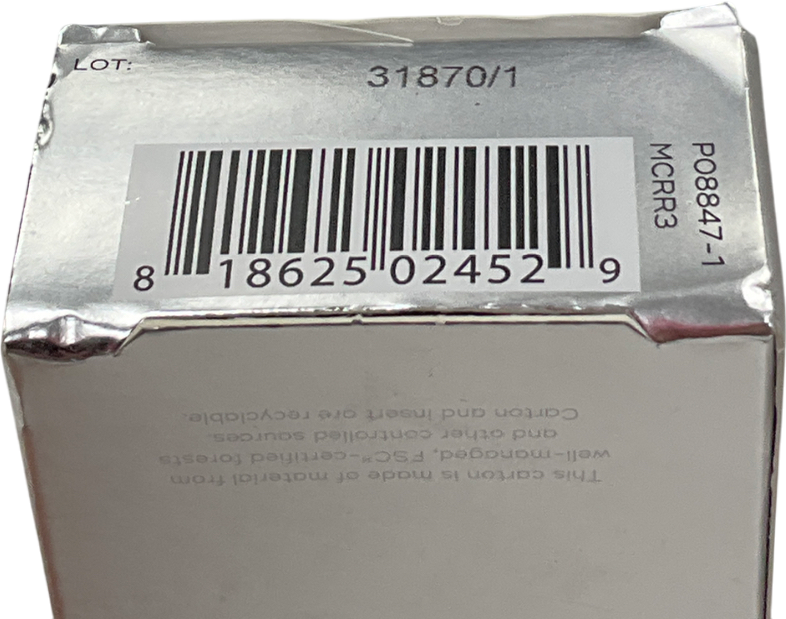 LOT:
31870/1
8 18625 02452 9
P08847-1
MCRR3
This carton is made of material from
well-managed, FSC®-certified forests
and other controlled sources.
Carton and insert are recyclable.